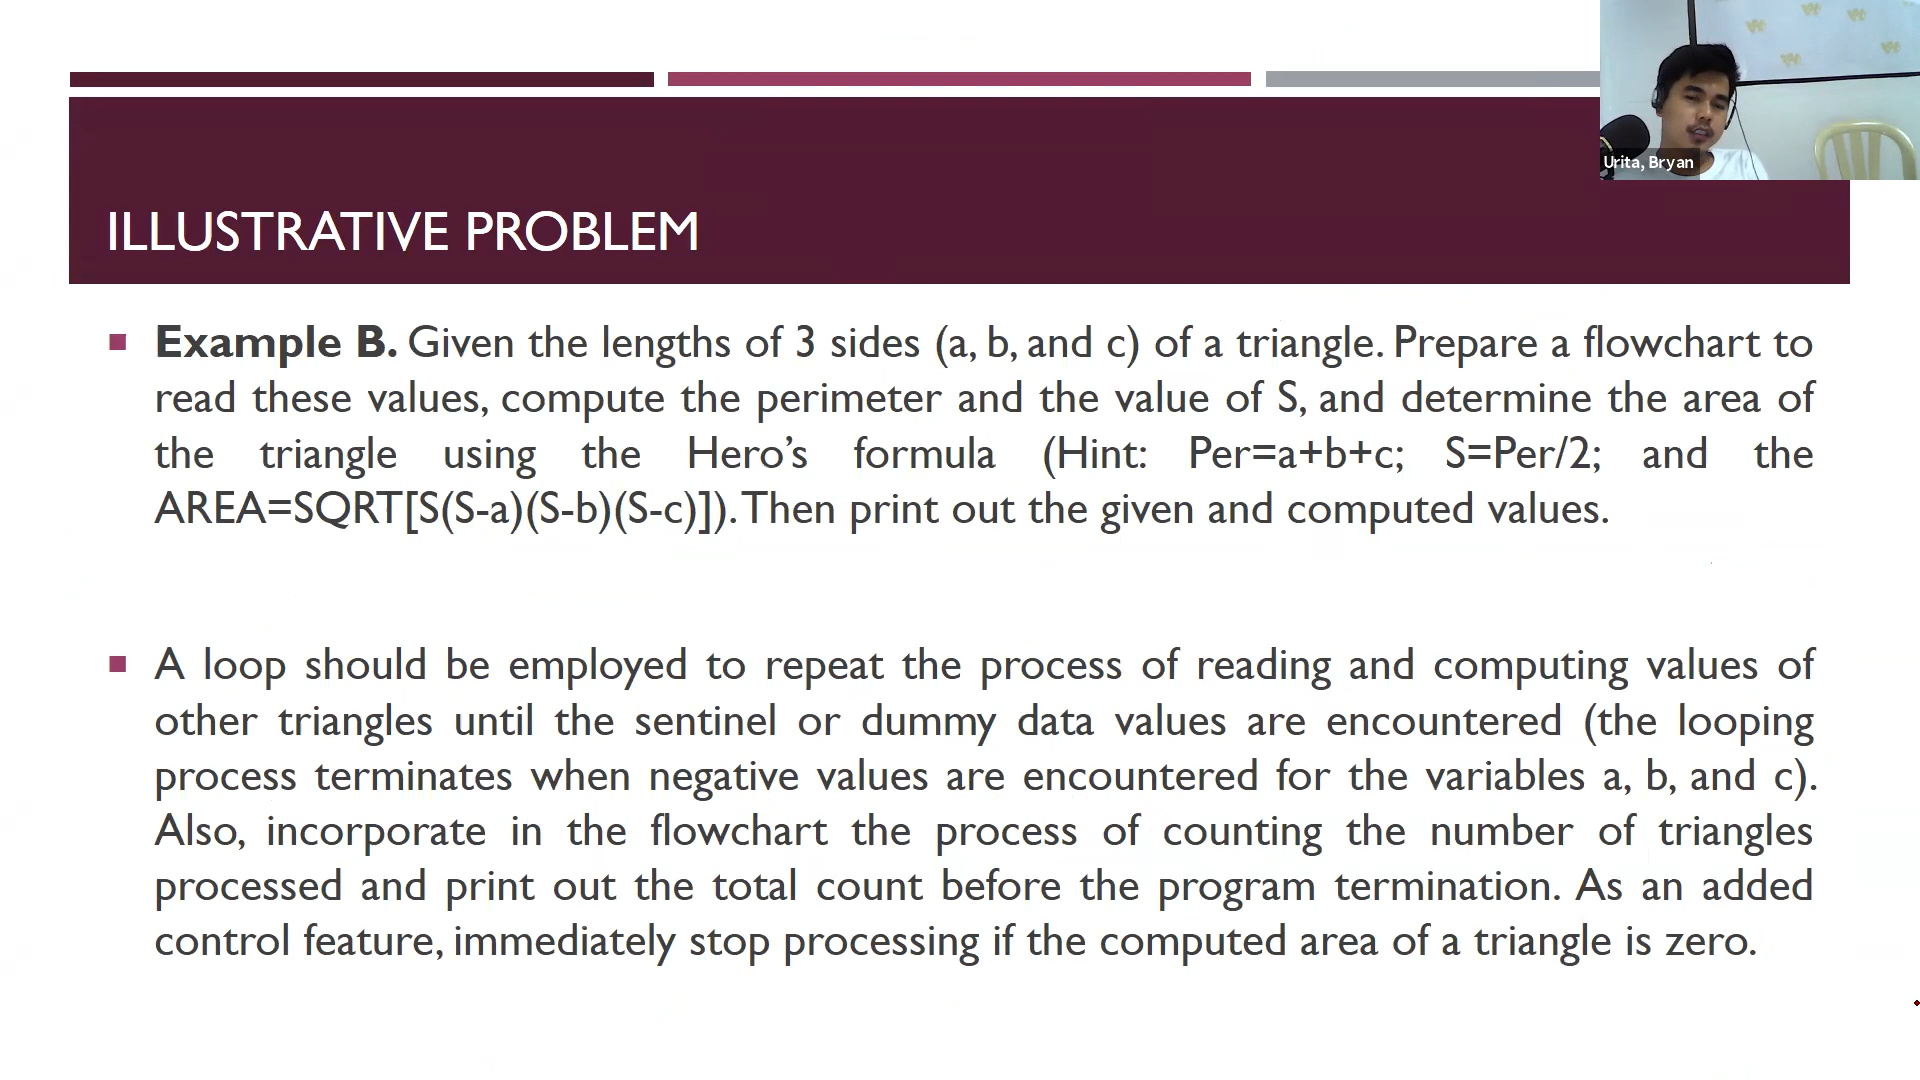 Urita, Bryan
ILLUSTRATIVE PROBLEM
Example B. Given the lengths of 3 sides (a, b, and c) of a triangle. Prepare a flowchart to
read these values, compute the perimeter and the value of S, and determine the area of
the triangle using the Hero’s formula (Hint: Per=a+b+c; S=Per/2; and the
AREA=SQRT[S(S-a)(S-b)(S-c)]). Then print out the given and computed values.
A loop should be employed to repeat the process of reading and computing values of
other triangles until the sentinel or dummy data values are encountered (the looping
process terminates when negative values are encountered for the variables a, b, and c).
Also, incorporate in the flowchart the process of counting the number of triangles
processed and print out the total count before the program termination. As an added
control feature, immediately stop processing if the computed area of a triangle is zero.